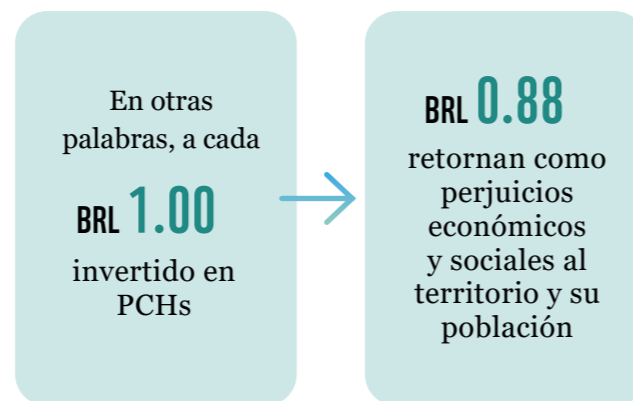 En otras
palabras, a cada
BRL 1.00
invertido en
PCHs
BRL 0.88
retornan como
perjuicios
económicos
y sociales al
territorio y su
población